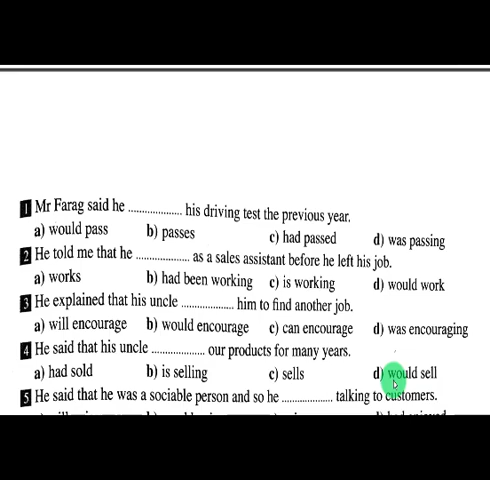 1 Mr Farag said he .................. his driving test the previous year.
a) would pass b) passes c) had passed d) was passing
2 He told me that he .................. as a sales assistant before he left his job.
a) works b) had been working c) is working d) would work
3 He explained that his uncle .................. him to find another job.
a) will encourage b) would encourage c) can encourage d) was encouraging
4 He said that his uncle .................. our products for many years.
a) had sold b) is selling c) sells d) would sell
5 He said that he was a sociable person and so he .................. talking to customers.